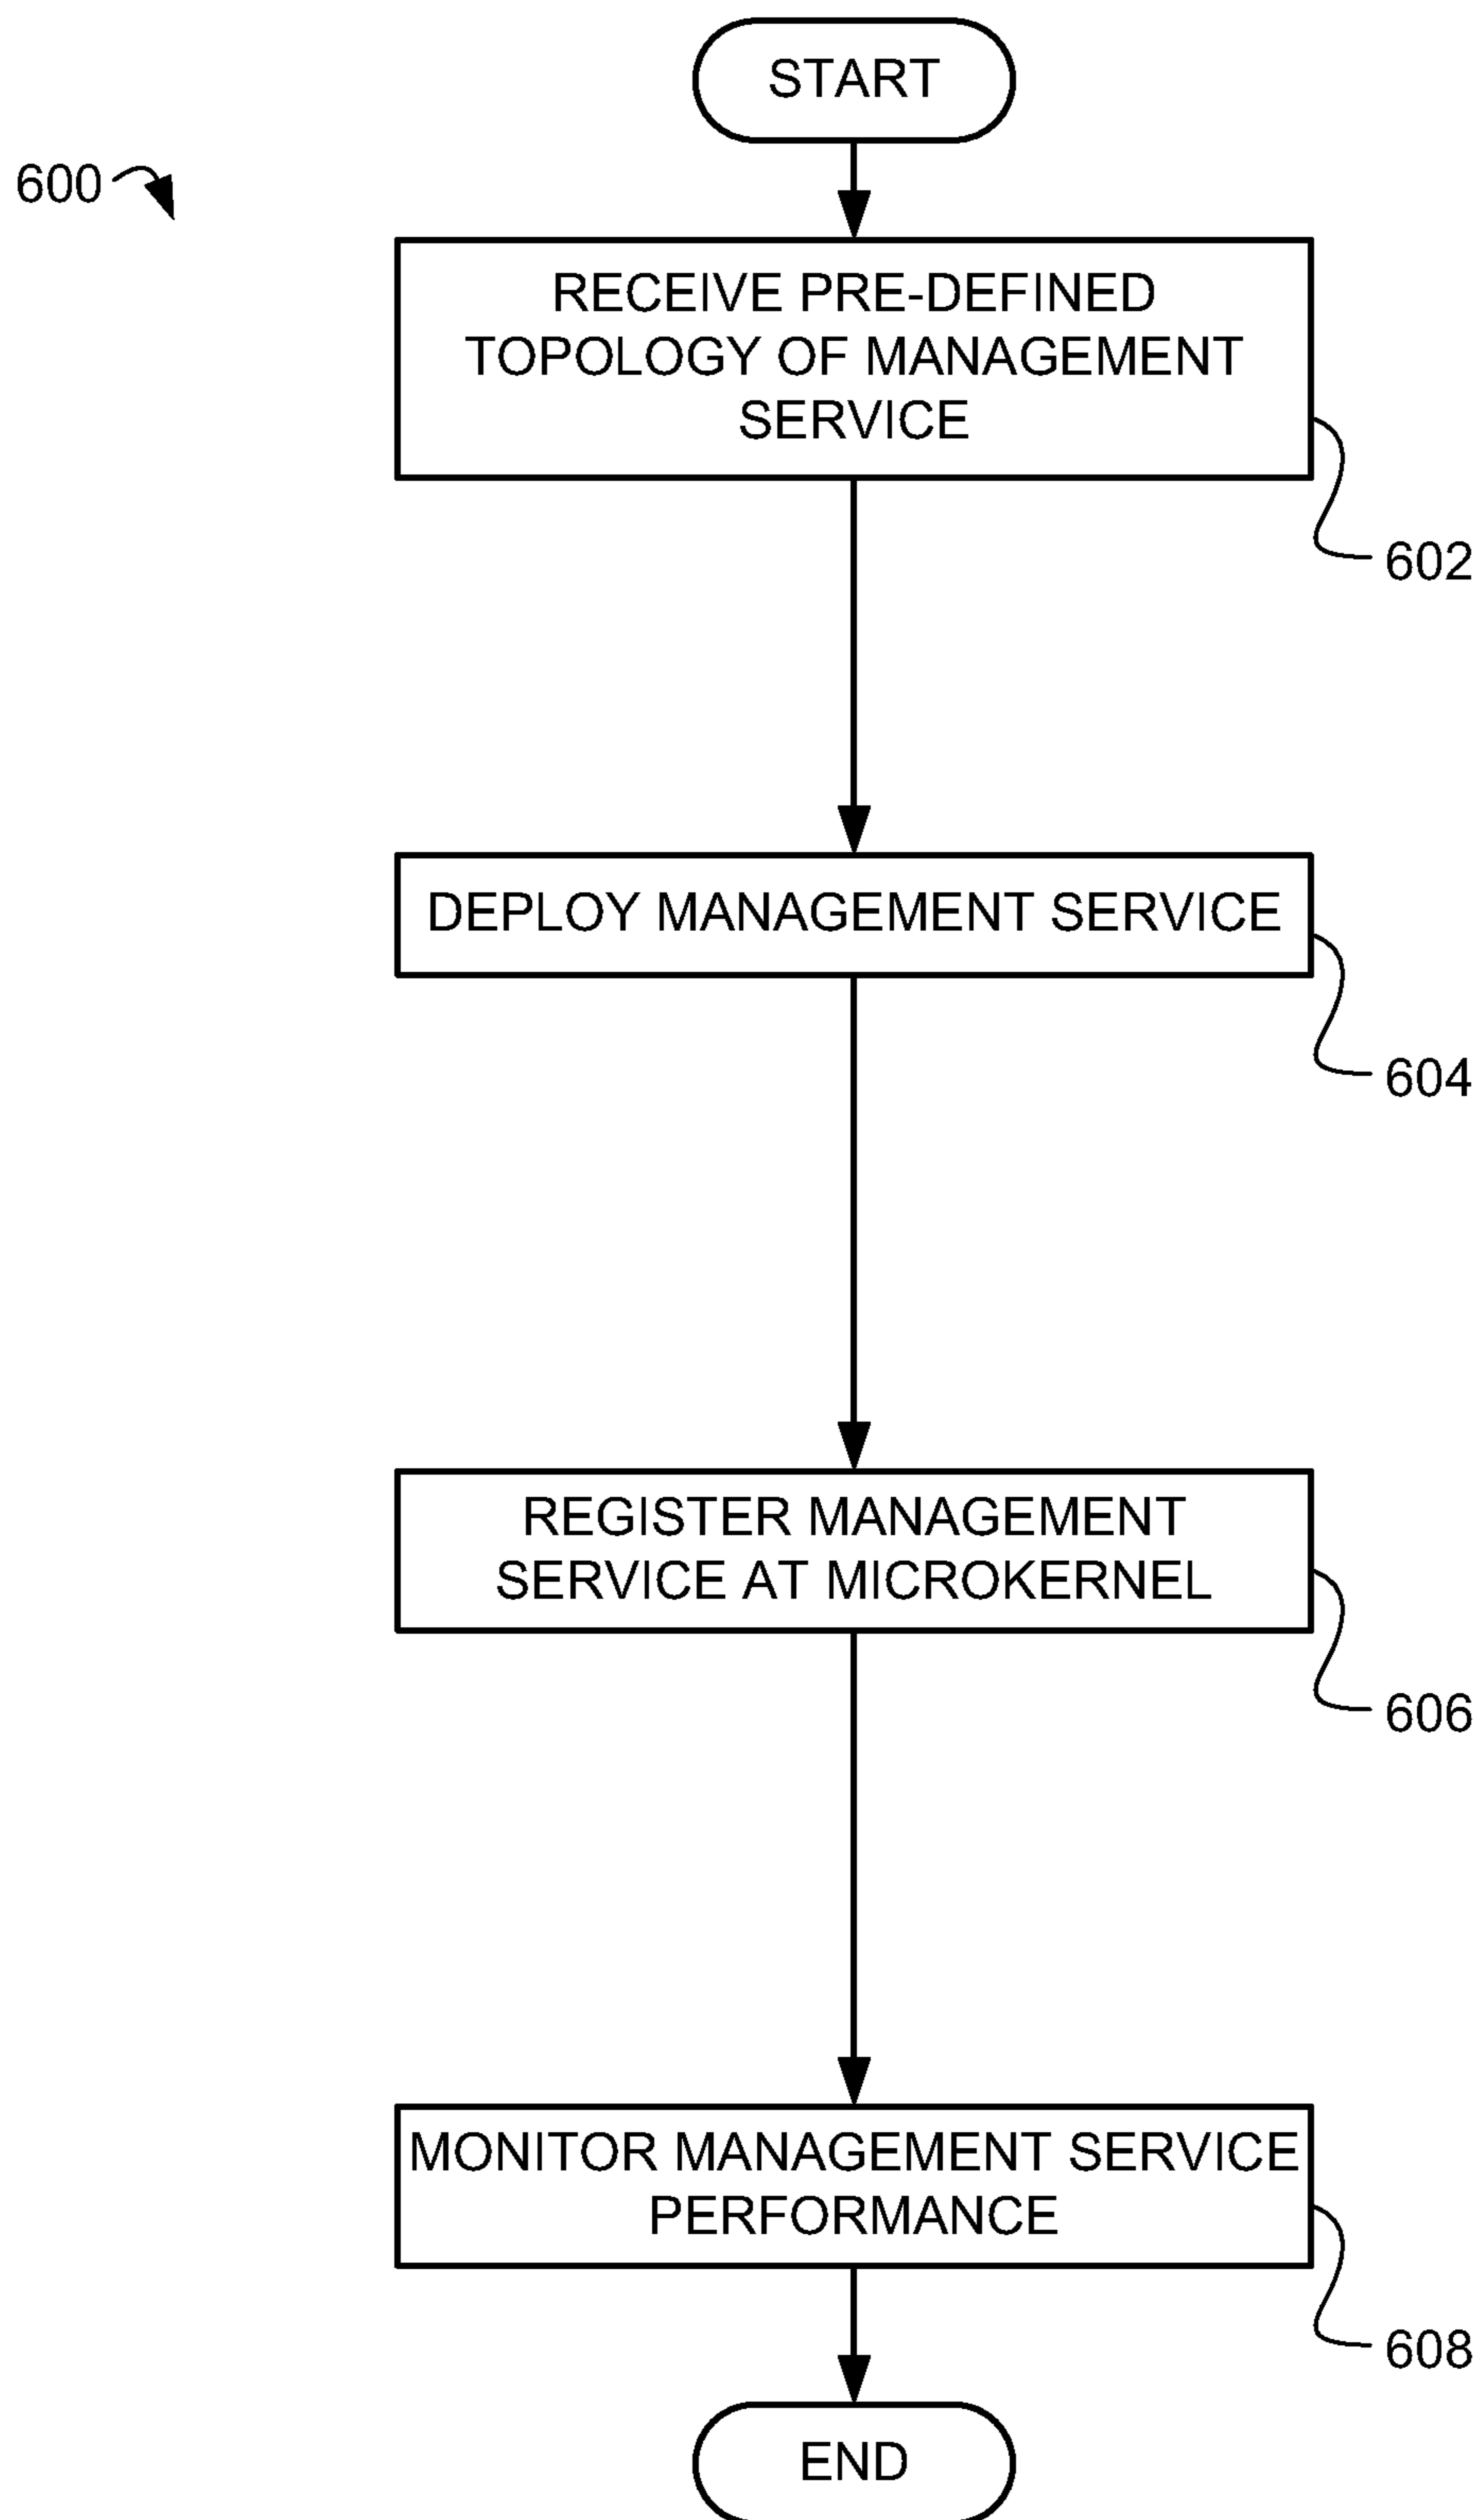 START
600
RECEIVE PRE-DEFINED
TOPOLOGY OF MANAGEMENT
SERVICE
602
DEPLOY MANAGEMENT SERVICE
604
REGISTER MANAGEMENT
SERVICE AT MICROKERNEL
606
MONITOR MANAGEMENT SERVICE
PERFORMANCE
608
END